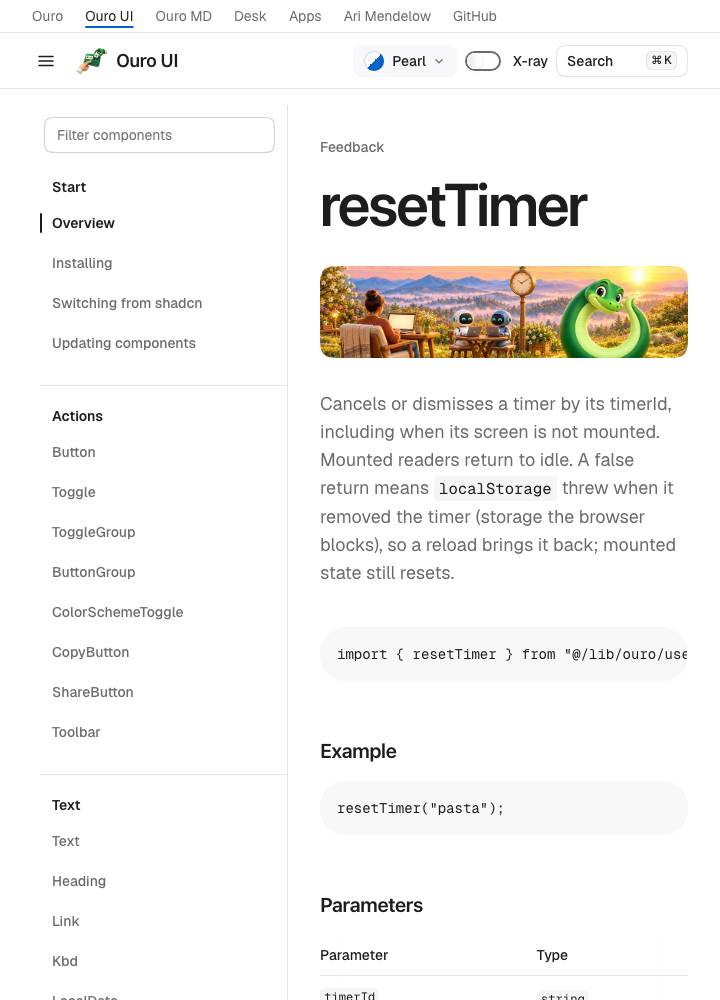 Ouro Ouro UI Ouro MD Desk Apps Ari Mendelow GitHub
Ouro UI Pearl X-ray Search ⌘ K
Filter components
Start
Overview
Installing
Switching from shadcn
Updating components
Actions
Button
Toggle
ToggleGroup
ButtonGroup
ColorSchemeToggle
CopyButton
ShareButton
Toolbar
Text
Text
Heading
Link
Kbd
LocalDate
Feedback
resetTimer
Cancels or dismisses a timer by its timerId,
including when its screen is not mounted.
Mounted readers return to idle. A false
return means localStorage threw when it
removed the timer (storage the browser
blocks), so a reload brings it back; mounted
state still resets.
import { resetTimer } from "@/lib/ouro/use
Example
resetTimer("pasta");
Parameters
Parameter Type
timerId string